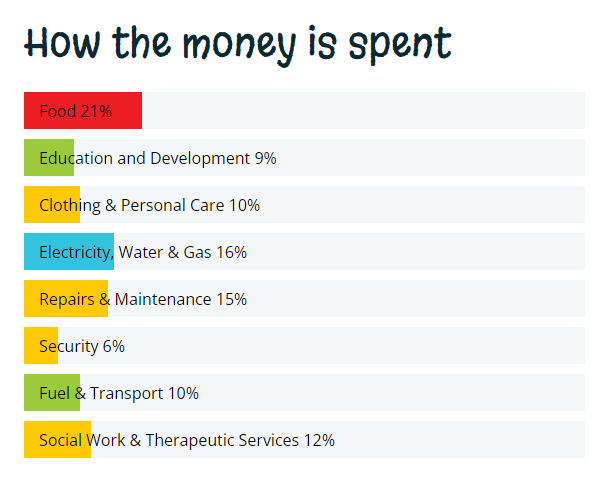 How the money is spent
Food 21%
Education and Development 9%
Clothing & Personal Care 10%
Electricity, Water & Gas 16%
Repairs & Maintenance 15%
Security 6%
Fuel & Transport 10%
Social Work & Therapeutic Services 12%